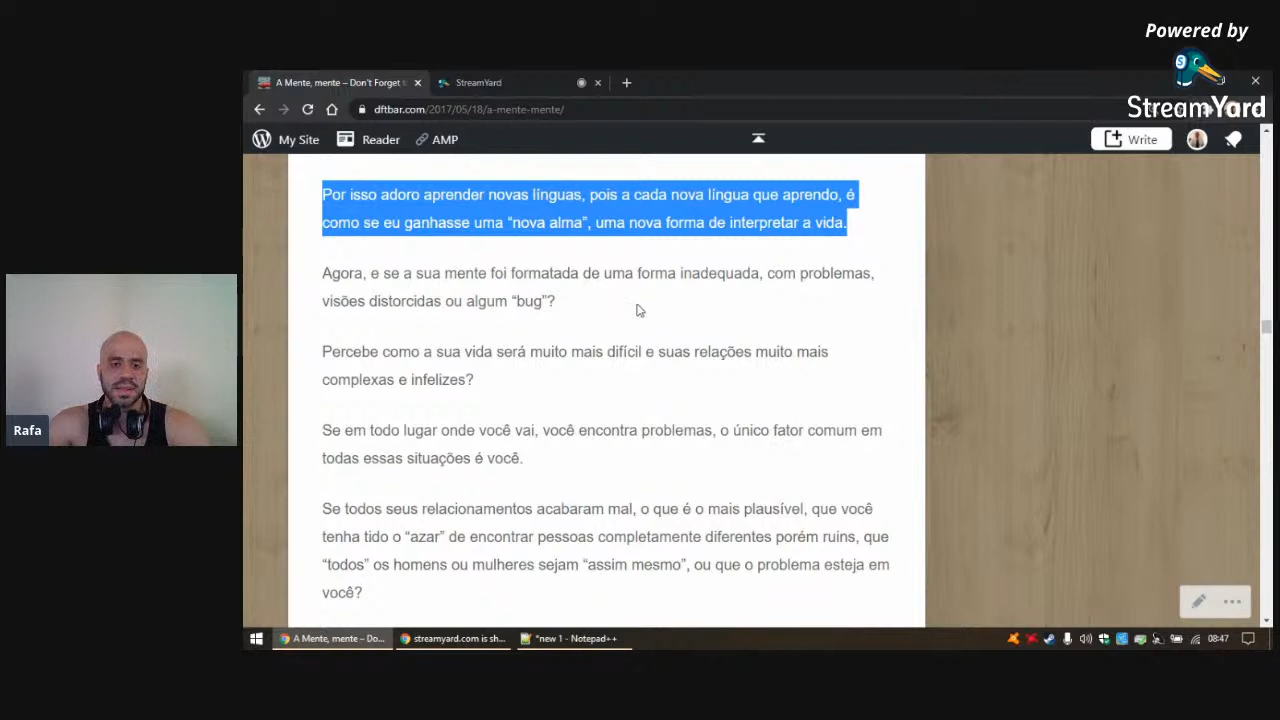 Powered by
StreamYard
A Mente, mente – Don't Forget
StreamYard
dftbar.com/2017/05/18/a-mente-mente/
My Site
Reader
AMP
Write
Por isso adoro aprender novas línguas, pois a cada nova língua que aprendo, é
como se eu ganhasse uma “nova alma”, uma nova forma de interpretar a vida.
Agora, e se a sua mente foi formatada de uma forma inadequada, com problemas,
visões distorcidas ou algum “bug”?
Percebe como a sua vida será muito mais difícil e suas relações muito mais
complexas e infelizes?
Se em todo lugar onde você vai, você encontra problemas, o único fator comum em
todas essas situações é você.
Se todos seus relacionamentos acabaram mal, o que é o mais plausível, que você
tenha tido o “azar” de encontrar pessoas completamente diferentes porém ruins, que
“todos” os homens ou mulheres sejam “assim mesmo”, ou que o problema esteja em
você?
Rafa
A Mente, mente – Do...
streamyard.com is sh...
*new 1 - Notepad++
08:47